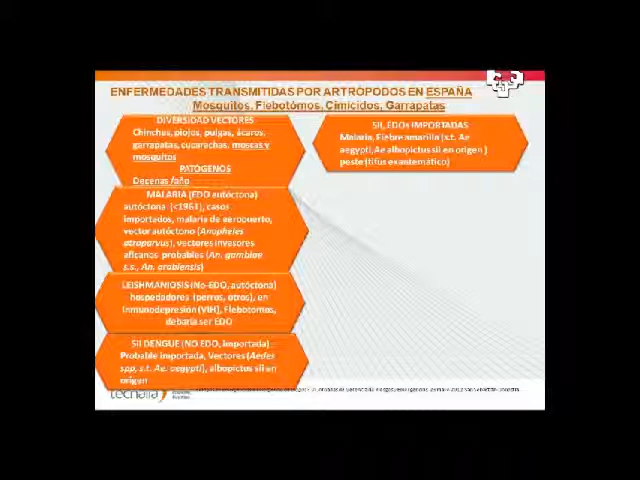 ENFERMEDADES TRANSMITIDAS POR ARTRÓPODOS EN ESPAÑA
Mosquitos, Flebotómos, Cimícidos, Garrapatas
DIVERSIDAD VECTORES
Chinches, piojos, pulgas, ácaros,
garrapatas, cucarachas, moscas y
mosquitos
PATÓGENOS
Decenas /año
MALARIA (EDO autóctona)
autóctona (<1961), casos
importados, malaria de aeropuerto,
vector autóctono (Anopheles
atroparvus), vectores invasores
africanos probables (An. gambiae
s.s., An. arabiensis)
LEISHMANIOSIS (No-EDO, autóctona)
hospedadores (perros, otros), en
inmunodepresión (VIH), Flebotomos,
debaría ser EDO
SII DENGUE (NO EDO, importada)
Probable importada, Vectores (Aedes
spp, s.t. Ae. aegypti), albopictus sii en
origen
SII, EDOs IMPORTADAS
Malaria, Fiebre amarilla (s.t. Ae
aegypti,Ae albopictus sii en origen )
peste(tifus exantemático)
tecnalia